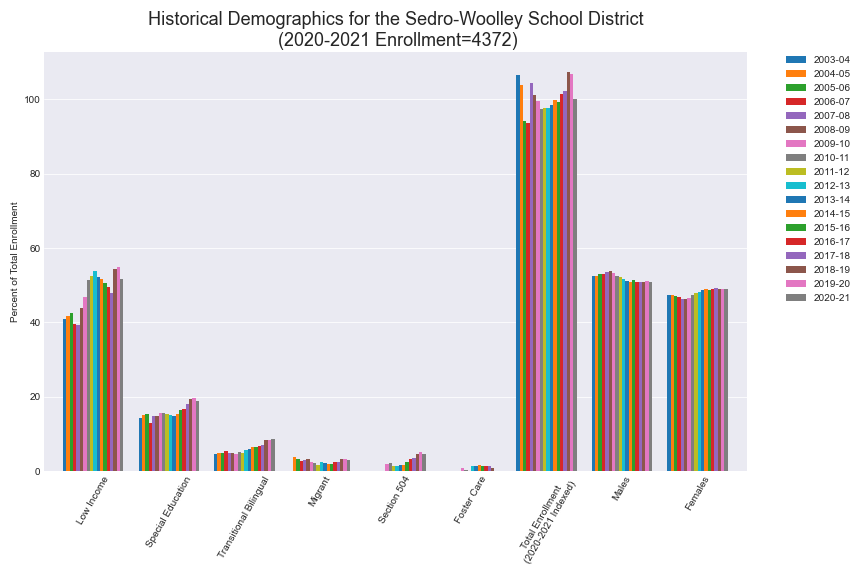 Historical Demographics for the Sedro-Woolley School District
(2020-2021 Enrollment=4372)
Percent of Total Enrollment
100
80
60
40
20
0
Low Income
Special Education
Transitional Bilingual
Migrant
Section 504
Foster Care
Total Enrollment
(2020-2021 Indexed)
Males
Females
2003-04
2004-05
2005-06
2006-07
2007-08
2008-09
2009-10
2010-11
2011-12
2012-13
2013-14
2014-15
2015-16
2016-17
2017-18
2018-19
2019-20
2020-21